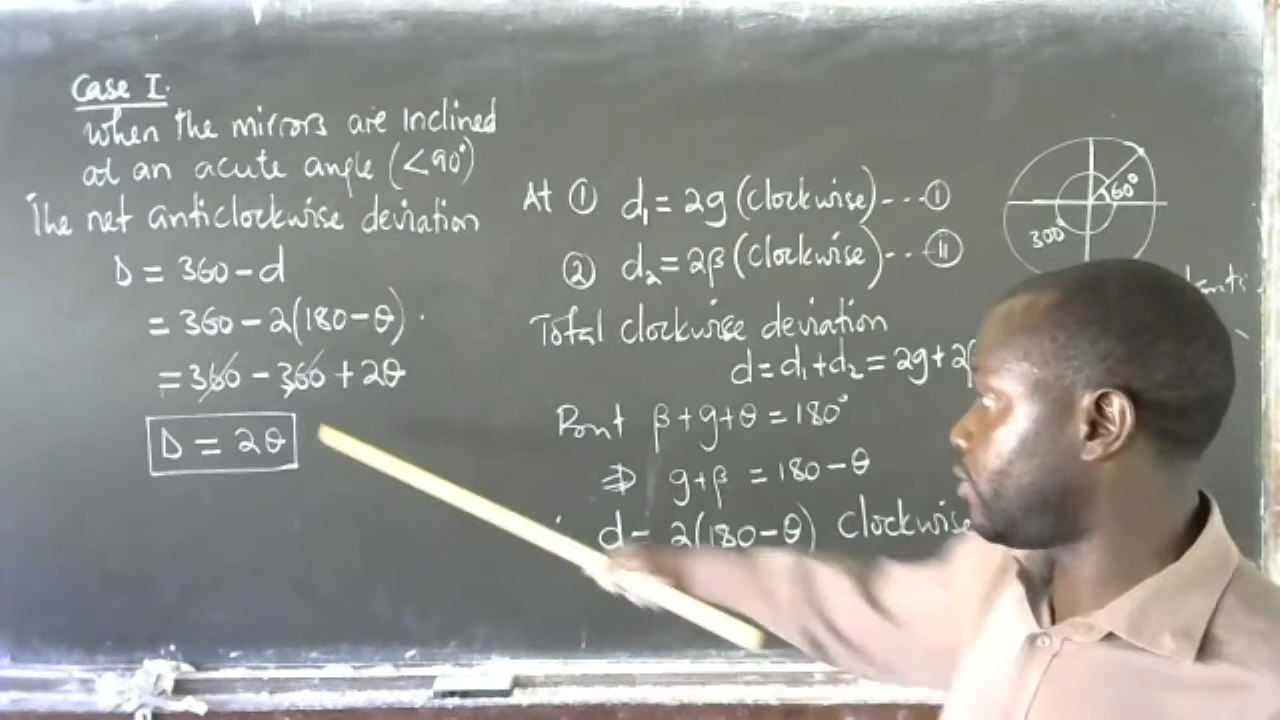 Case I.
When the mirrors are inclined
at an acute angle (<90°)
The net anticlockwise deviation
D = 360 - d
= 360 - 2(180 - θ).
= 360 - 360 + 2θ
D = 2θ
At ① d₁ = 2g (clockwise) --- ①
② d₂ = 2β (clockwise) --- ⑪
Total clockwise deviation
d = d₁ + d₂ = 2g + 2β
But β + g + θ = 180°
⇒ g + β = 180 - θ
d = 2(180 - θ) Clockwise
60°
300°